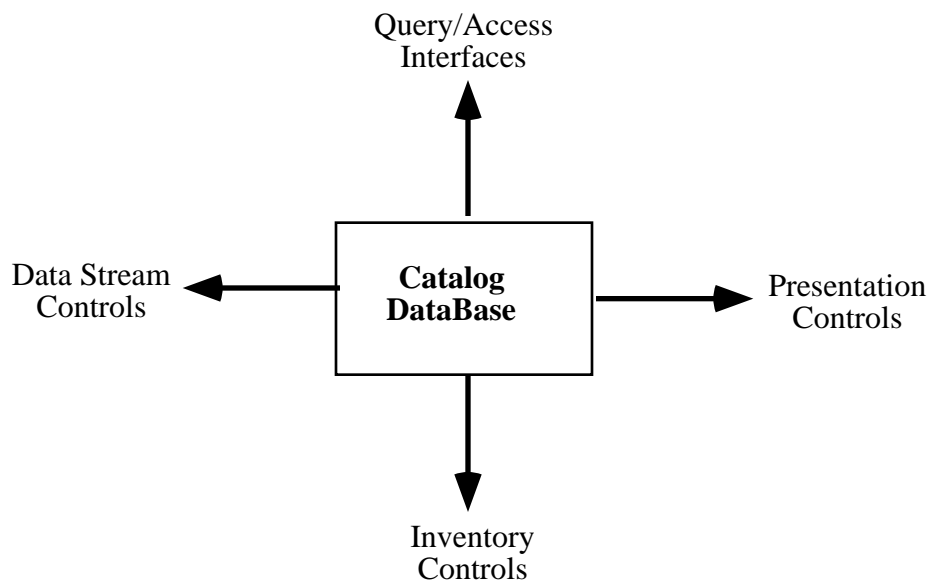 Query/Access
Interfaces
Data Stream
Controls
Catalog
DataBase
Presentation
Controls
Inventory
Controls